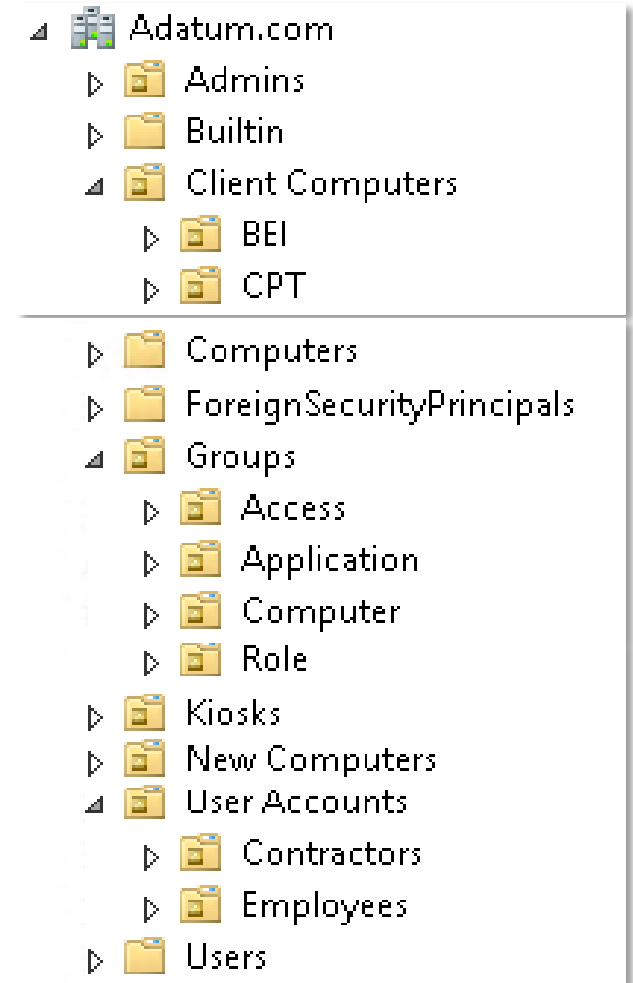 Adatum.com
Admins
Builtin
Client Computers
BEI
CPT
Computers
ForeignSecurityPrincipals
Groups
Access
Application
Computer
Role
Kiosks
New Computers
User Accounts
Contractors
Employees
Users